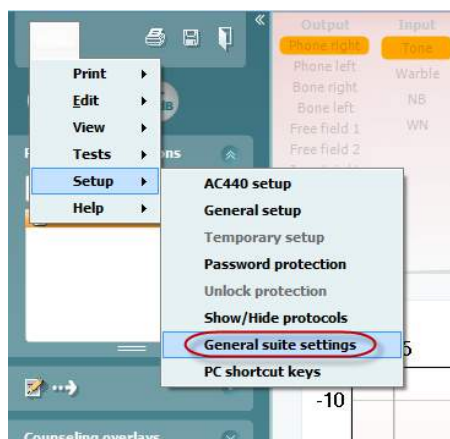 «
Output Input
Phone right Tone
Phone left Warble
Bone right NB
Bone left WN
Free field 1
Free field 2
Print
Edit
View
Tests
Setup
Help
ns
AC440 setup
General setup
Temporary setup
Password protection
Unlock protection
Show/Hide protocols
General suite settings
PC shortcut keys
5
-10
Counseling overlays